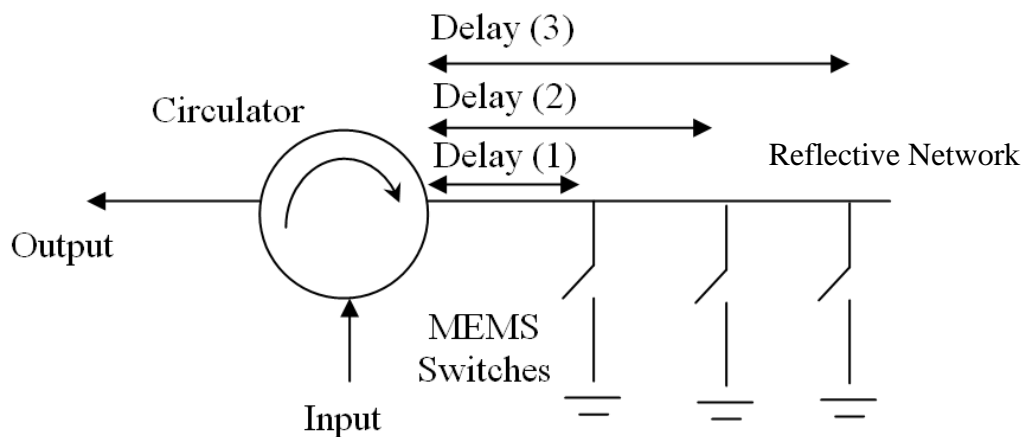 Delay (3)
Delay (2)
Circulator
Delay (1)
Reflective Network
Output
MEMS
Switches
Input